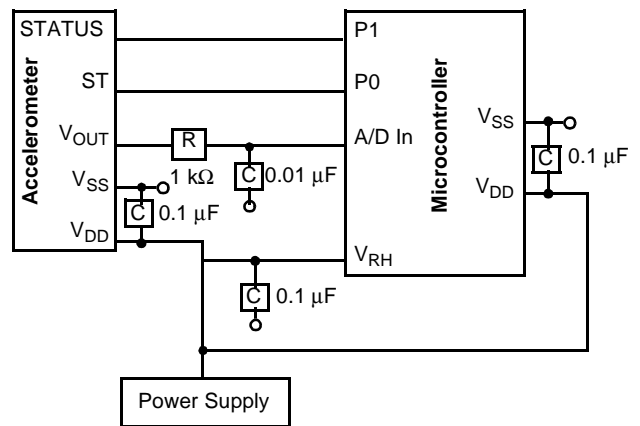 STATUS
P1
ST
P0
VOUT
R
A/D In
1 kΩ
C
0.01 µF
VSS
C
0.1 µF
VDD
Accelerometer
Microcontroller
VSS
C
0.1 µF
VDD
VRH
C
0.1 µF
Power Supply